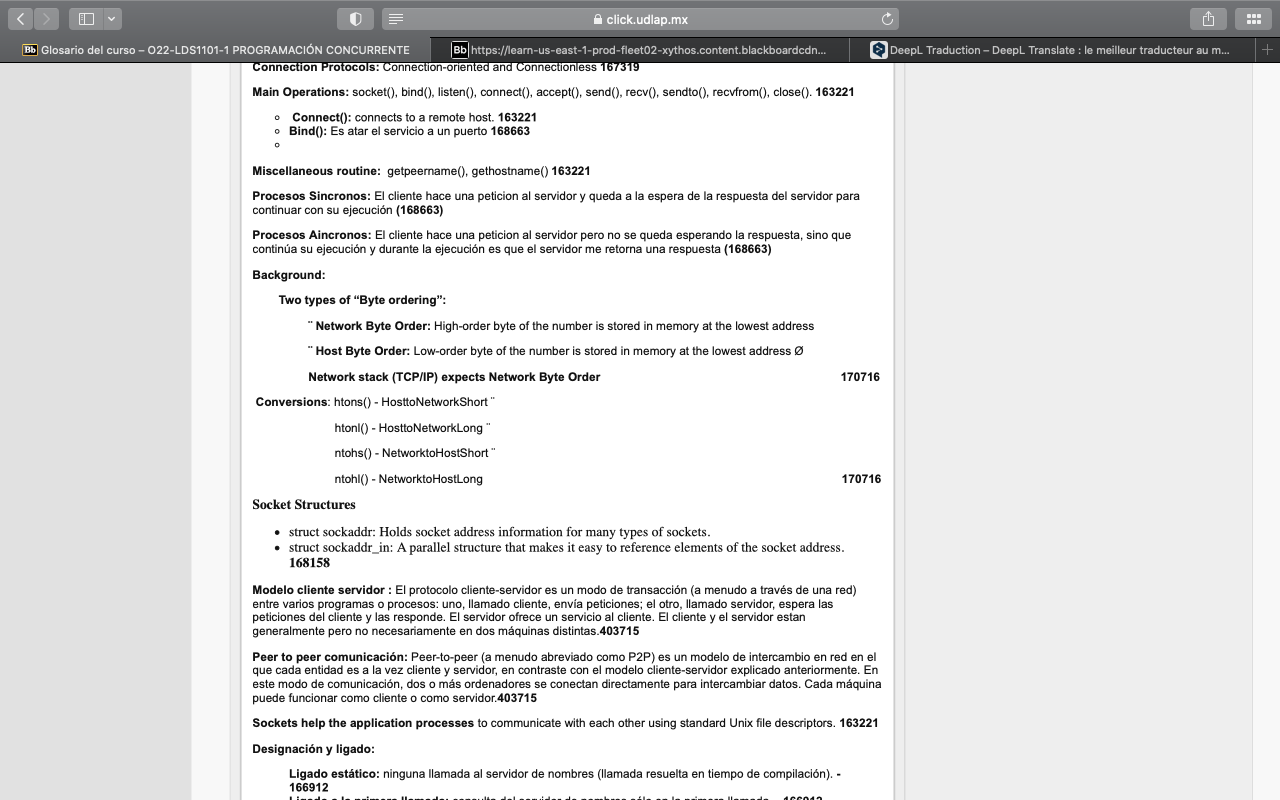 click.udlap.mx
Bb Glosario del curso – O22-LDS1101-1 PROGRAMACIÓN CONCURRENTE
Bb https://learn-us-east-1-prod-fleet02-xythos.content.blackboardcdn...
DeepL Traduction – DeepL Translate : le meilleur traducteur au m...
Connection Protocols: Connection-oriented and Connectionless 167319
Main Operations: socket(), bind(), listen(), connect(), accept(), send(), recv(), sendto(), recvfrom(), close(). 163221
Connect(): connects to a remote host. 163221
Bind(): Es atar el servicio a un puerto 168663
Miscellaneous routine: getpeername(), gethostname() 163221
Procesos Sincronos: El cliente hace una peticion al servidor y queda a la espera de la respuesta del servidor para
continuar con su ejecución (168663)
Procesos Aincronos: El cliente hace una peticion al servidor pero no se queda esperando la respuesta, sino que
continúa su ejecución y durante la ejecución es que el servidor me retorna una respuesta (168663)
Background:
Two types of “Byte ordering”:
¨ Network Byte Order: High-order byte of the number is stored in memory at the lowest address
¨ Host Byte Order: Low-order byte of the number is stored in memory at the lowest address Ø
Network stack (TCP/IP) expects Network Byte Order 170716
Conversions: htons() - HosttoNetworkShort ¨
htonl() - HosttoNetworkLong ¨
ntohs() - NetworktoHostShort ¨
ntohl() - NetworktoHostLong 170716
Socket Structures
struct sockaddr: Holds socket address information for many types of sockets.
struct sockaddr_in: A parallel structure that makes it easy to reference elements of the socket address.
168158
Modelo cliente servidor : El protocolo cliente-servidor es un modo de transacción (a menudo a través de una red)
entre varios programas o procesos: uno, llamado cliente, envía peticiones; el otro, llamado servidor, espera las
peticiones del cliente y las responde. El servidor ofrece un servicio al cliente. El cliente y el servidor estan
generalmente pero no necesariamente en dos máquinas distintas.403715
Peer to peer comunicación: Peer-to-peer (a menudo abreviado como P2P) es un modelo de intercambio en red en el
que cada entidad es a la vez cliente y servidor, en contraste con el modelo cliente-servidor explicado anteriormente. En
este modo de comunicación, dos o más ordenadores se conectan directamente para intercambiar datos. Cada máquina
puede funcionar como cliente o como servidor.403715
Sockets help the application processes to communicate with each other using standard Unix file descriptors. 163221
Designación y ligado:
Ligado estático: ninguna llamada al servidor de nombres (llamada resuelta en tiempo de compilación). -
166912
Ligado a la primera llamada: consulta del servidor de nombres sólo en la primera llamada. - 166912